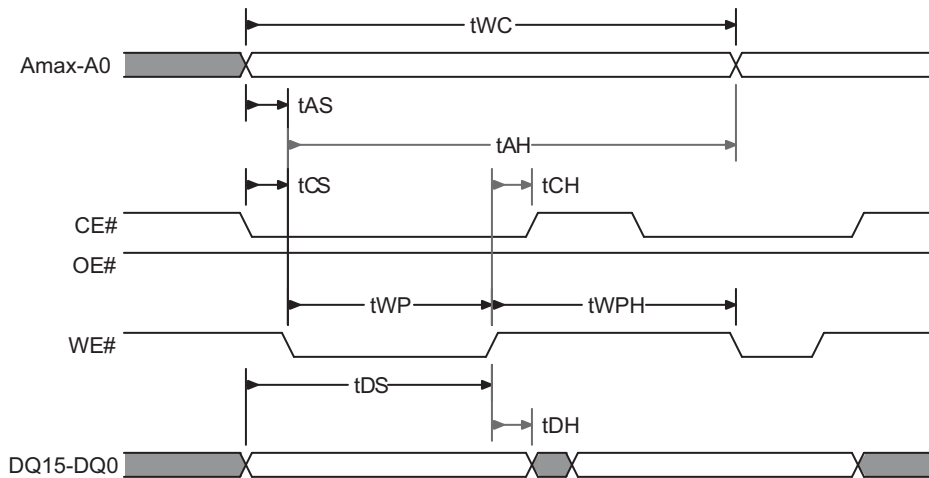 tWC
Amax-A0
tAS
tAH
tCS
tCH
CE#
OE#
tWP
tWPH
WE#
tDS
tDH
DQ15-DQ0